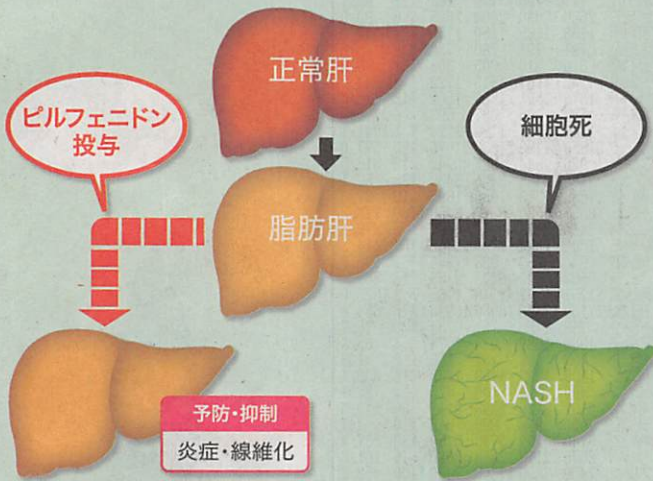 正常肝
ピルフェニドン
投与
細胞死
脂肪肝
NASH
予防・抑制
炎症・線維化